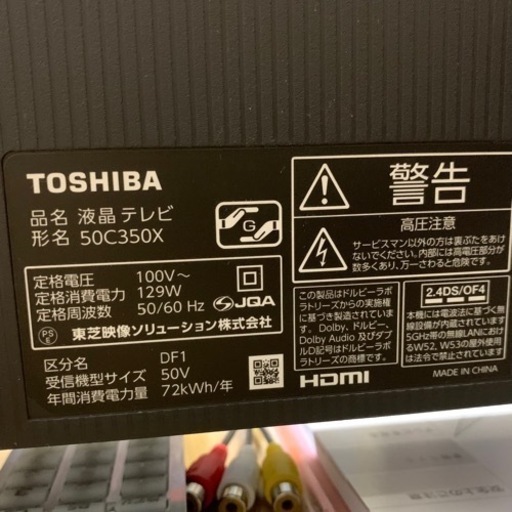 TOSHIBA
品名 液晶テレビ
形名 50C350X
G
定格電圧 100V~
定格消費電力 129W
定格周波数 50/60 Hz
JQA
PS
E
東芝映像ソリューション株式会社
区分名 DF1
受信機型サイズ 50V
年間消費電力量 72kWh/年
警告
高圧注意
サービスマン以外の方は裏ぶたをあけ
ないでください。内部には高電圧部分が
数多くあり、万一さわると危険です。
この製品はドルビーラボ
ラトリーズからの実施権
に基づき製造されていま
す。Dolby、ドルビー、
Dolby Audio 及びダブ
ルD記号はドルビーラボ
ラトリーズの商標です。
HDMI
2.4DS/OF4
本機には電波法に基づく無
線設備が内蔵されています
5GHz帯の無線LANにおけ
るW52、W53の屋外使用
は法令で禁止されています
MADE IN CHINA